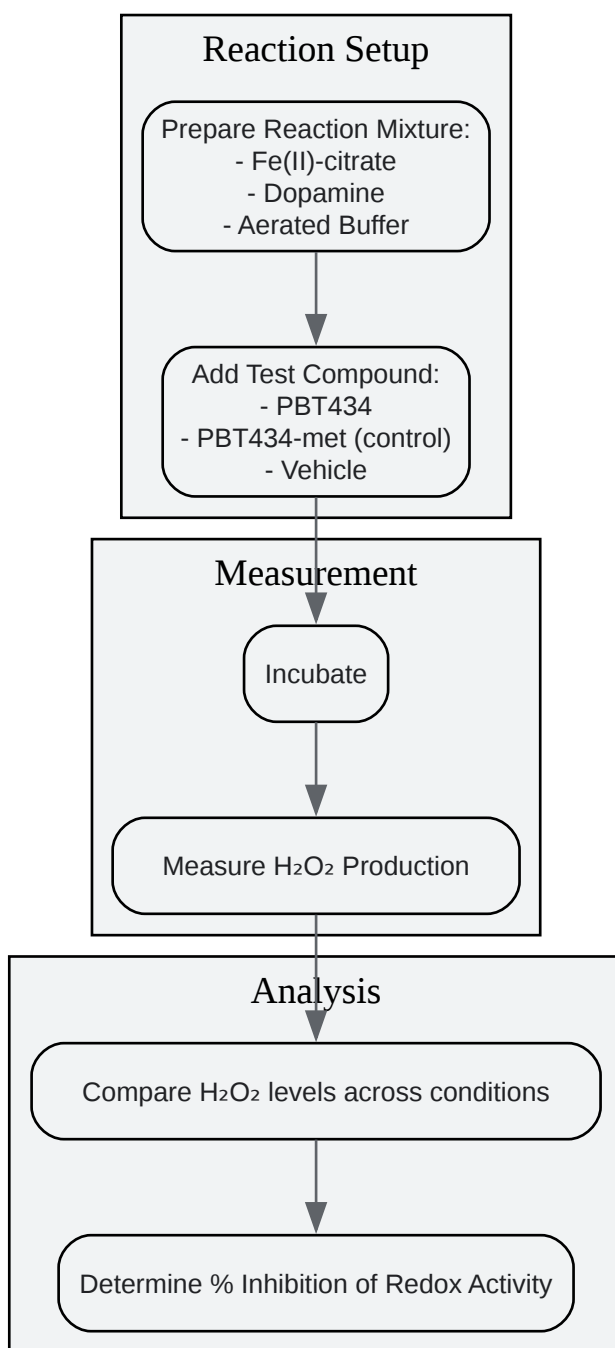 Reaction Setup
Prepare Reaction Mixture:
- Fe(II)-citrate
- Dopamine
- Aerated Buffer
Add Test Compound:
- PBT434
- PBT434-met (control)
- Vehicle
Measurement
Incubate
Measure H₂O₂ Production
Analysis
Compare H₂O₂ levels across conditions
Determine % Inhibition of Redox Activity